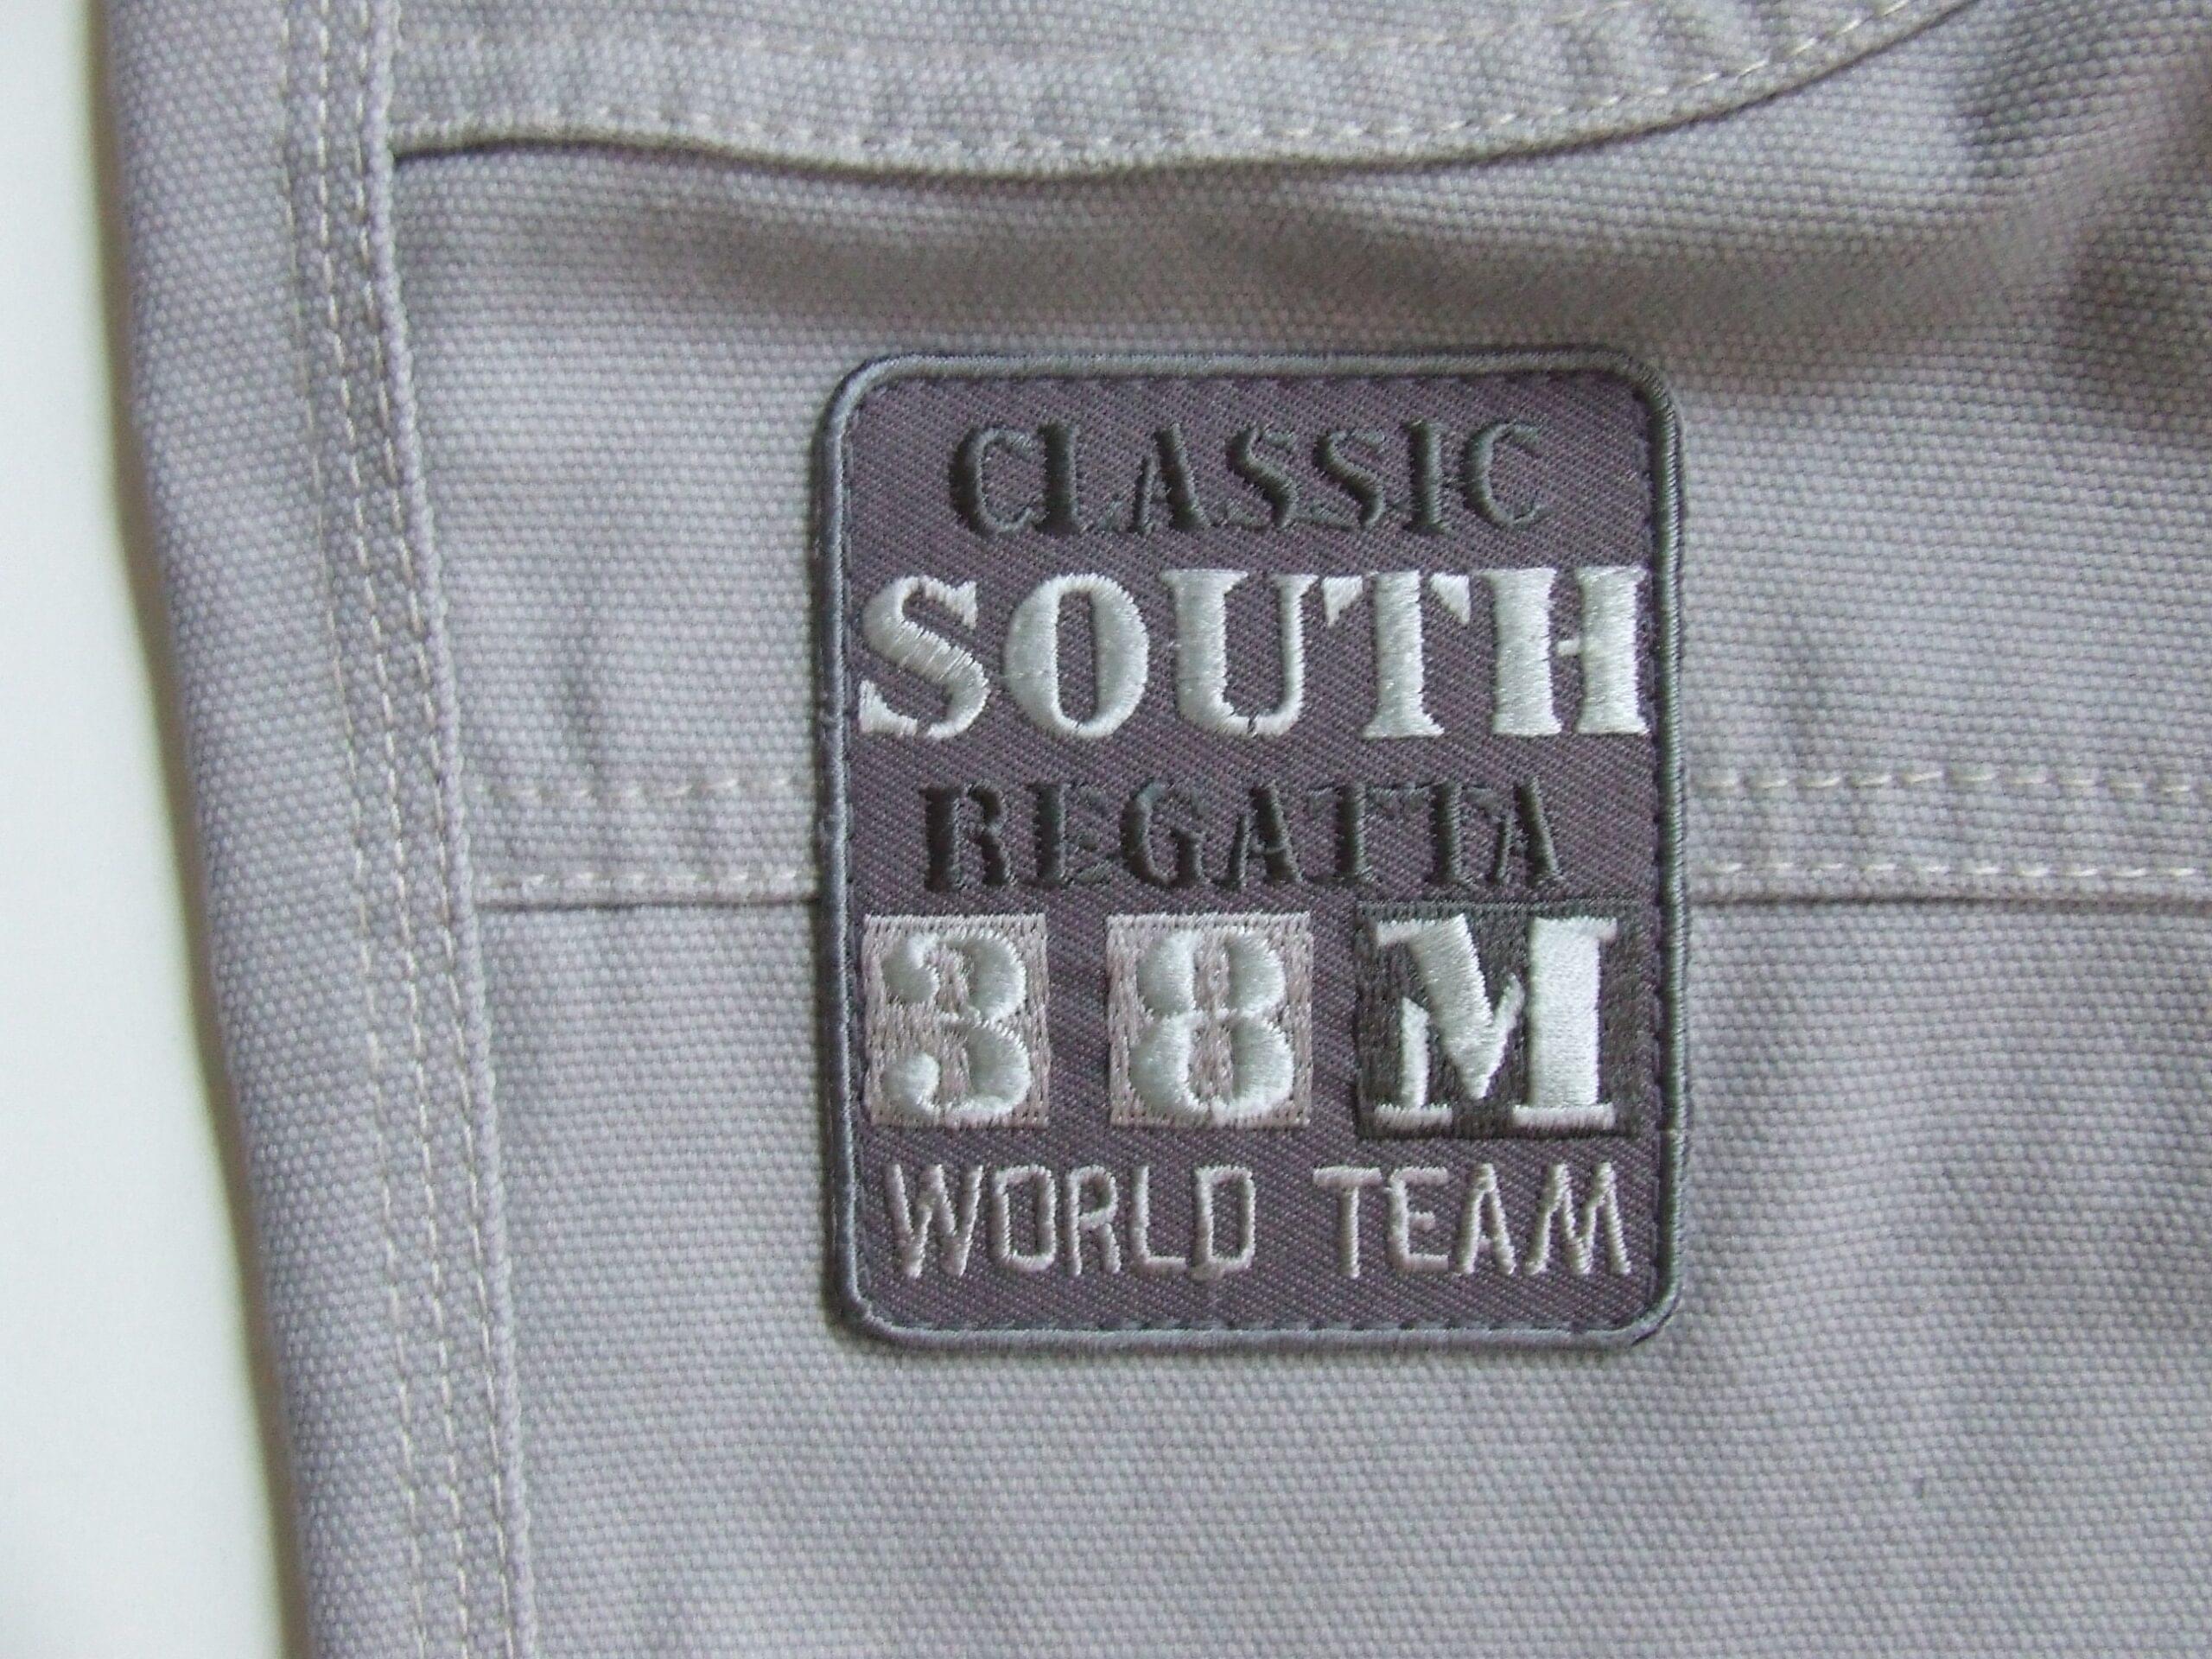 CLASSIC
SOUTH
REGATTA
38M
WORLD TEAM